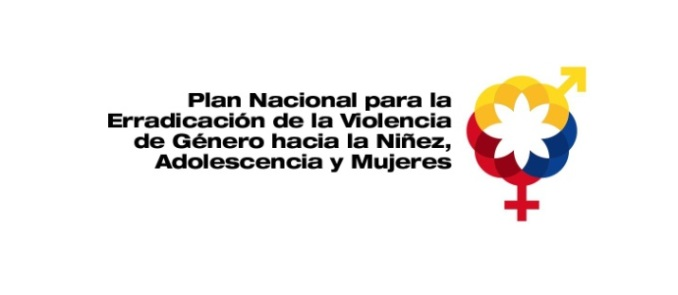 Plan Nacional para la
Erradicación de la Violencia
de Género hacia la Niñez,
Adolescencia y Mujeres